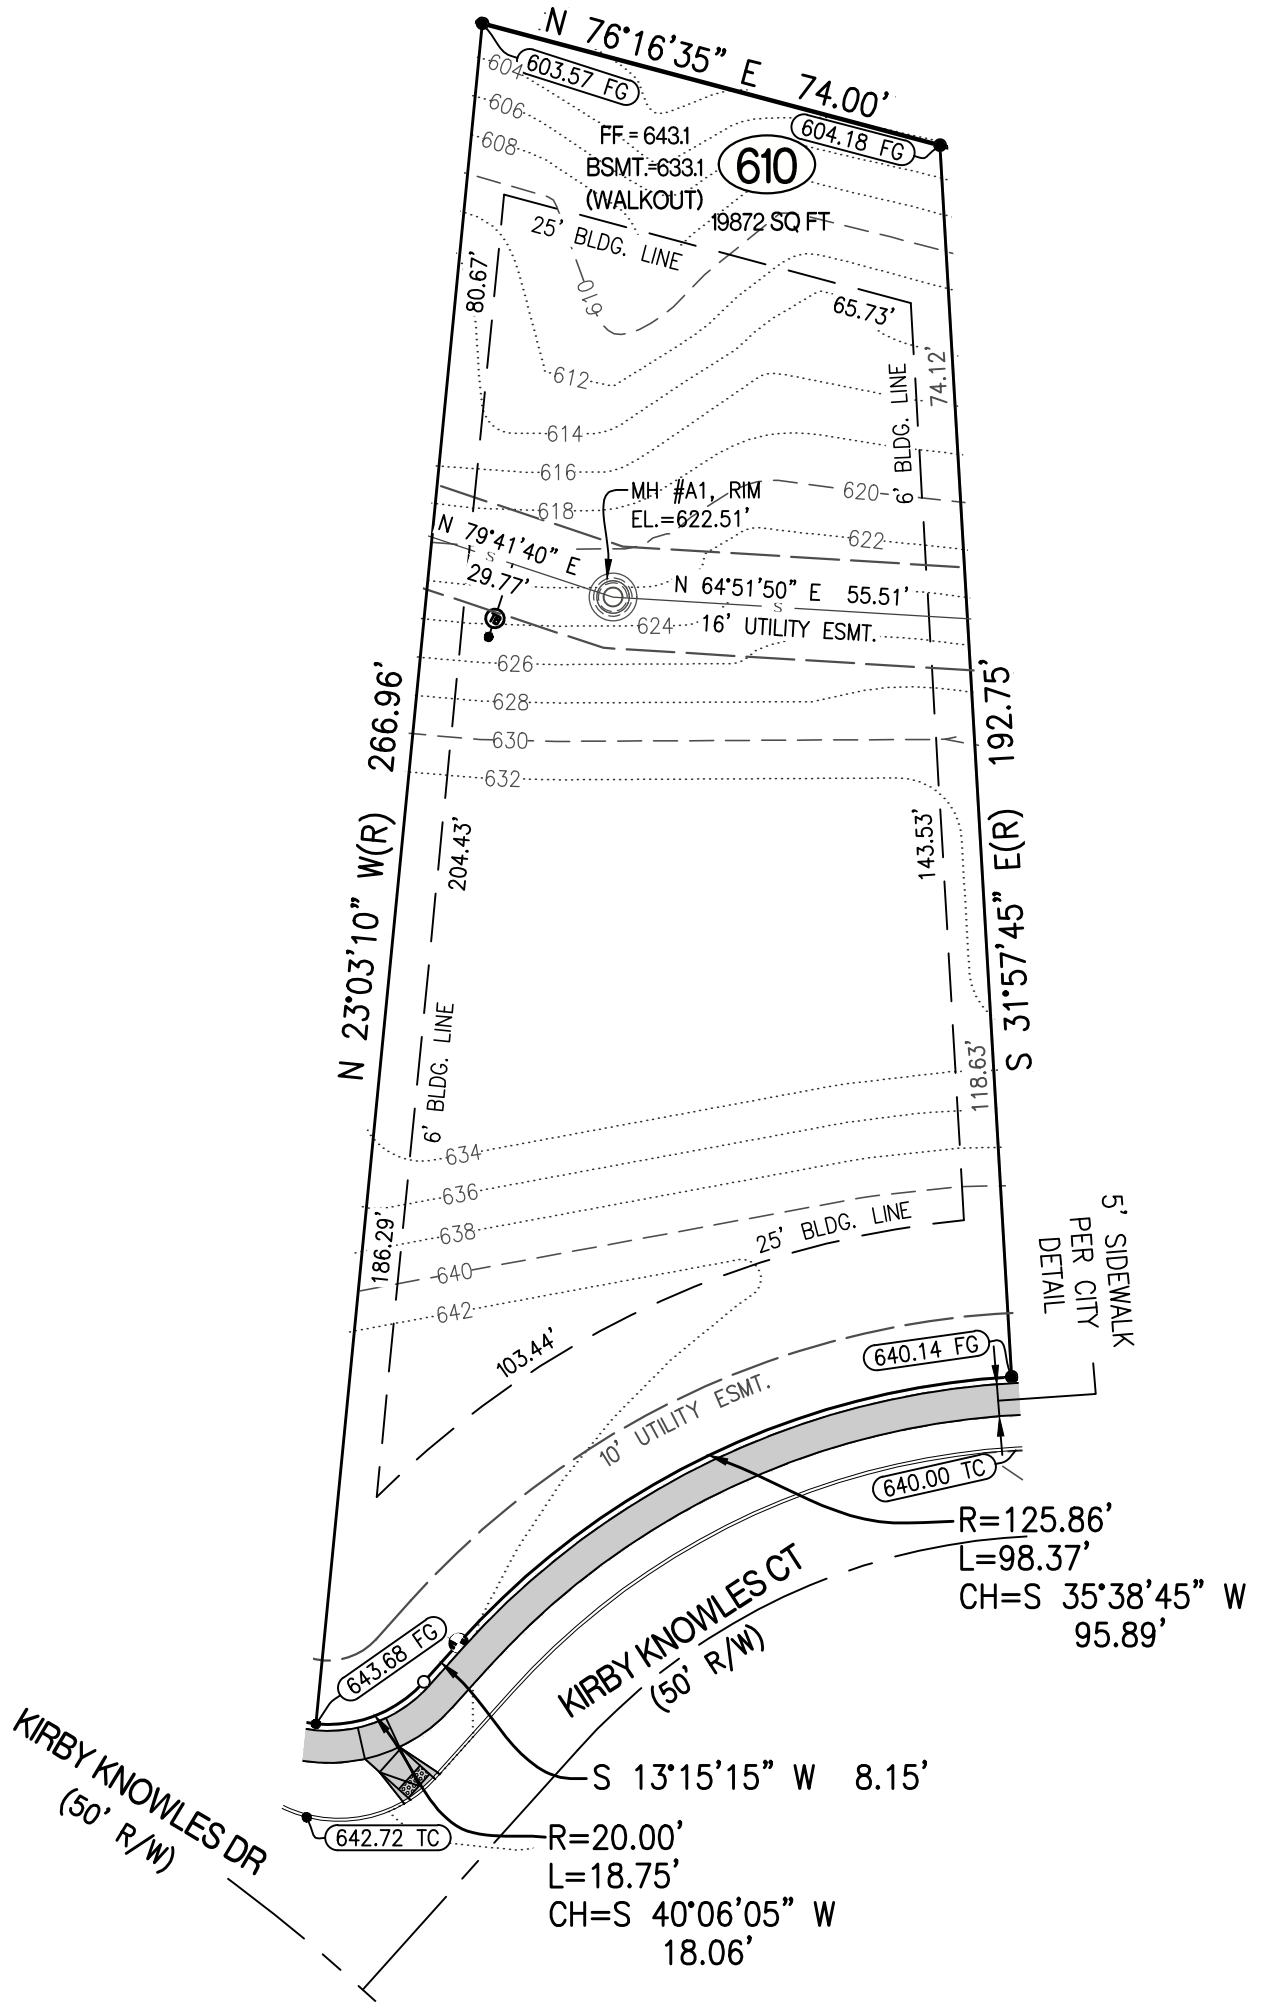 N 76°16'35" E 74.00'
604
603.57 FG
606
608
FF = 643.1
BSMT.=633.1
(WALKOUT)
610
604.18 FG
19872 SQ FT
25' BLDG. LINE
80.67'
610
65.73'
74.12'
6' BLDG. LINE
612
614
616
618
MH #A1, RIM
EL.=622.51'
620
622
N 79°41'40" E
S
29.77'
N 64°51'50" E 55.51'
S
16' UTILITY ESMT.
TB
624
626
628
630
632
266.96'
N 23°03'10" W(R)
192.75'
S 31°57'45" E(R)
204.43'
143.53'
6' BLDG. LINE
118.63'
634
636
638
640
642
186.29'
25' BLDG. LINE
103.44'
5' SIDEWALK
PER CITY
DETAIL
640.14 FG
10' UTILITY ESMT.
640.00 TC
R=125.86'
L=98.37'
CH=S 35°38'45" W
95.89'
KIRBY KNOWLES CT
(50' R/W)
643.68 FG
S 13°15'15" W 8.15'
KIRBY KNOWLES DR
(50' R/W)
642.72 TC
R=20.00'
L=18.75'
CH=S 40°06'05" W
18.06'